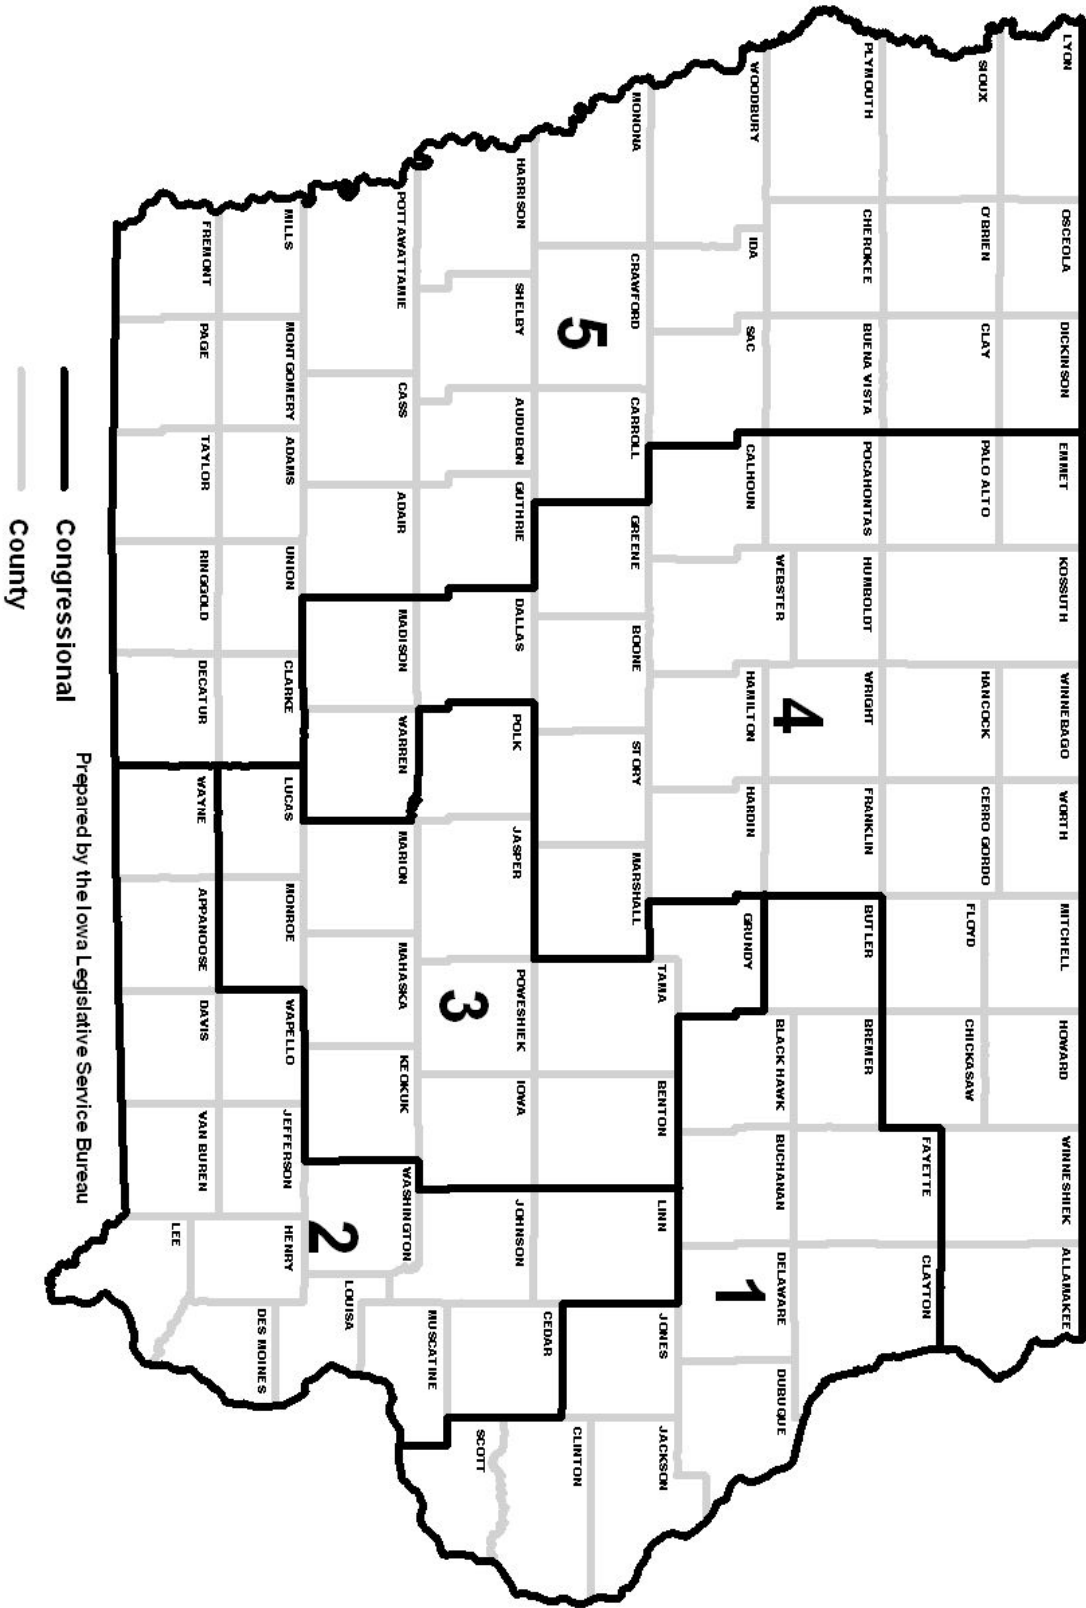 LYON
OSCEOLA
DICKINSON
EMMET
KOSSUTH
WINNEBAGO
WORTH
MITCHELL
HOWARD
WINNESHIEK
ALLAMAKEE
SIOUX
O'BRIEN
CLAY
PALO ALTO
HANCOCK
CERRO GORDO
FLOYD
CHICKASAW
PLYMOUTH
CHEROKEE
BUENA VISTA
POCAHONTAS
HUMBOLDT
WRIGHT
FRANKLIN
BUTLER
BREMER
FAYETTE
CLAYTON
WOODBURY
IDA
SAC
CALHOUN
WEBSTER
HAMILTON
HARDIN
GRUNDY
BLACK HAWK
BUCHANAN
DELAWARE
DUBUQUE
4
1
MONONA
CRAWFORD
CARROLL
GREENE
BOONE
STORY
MARSHALL
TAMA
BENTON
LINN
JONES
JACKSON
5
HARRISON
SHELBY
AUDUBON
GUTHRIE
DALLAS
POLK
JASPER
POWESHIEK
IOWA
JOHNSON
CEDAR
CLINTON
SCOTT
3
POTTAWATTAMIE
CASS
ADAIR
MADISON
WARREN
MARION
MAHASKA
KEOKUK
WASHINGTON
MUSCATINE
LOUISA
2
MILLS
MONTGOMERY
ADAMS
UNION
CLARKE
LUCAS
MONROE
WAPELLO
JEFFERSON
HENRY
DES MOINES
FREMONT
PAGE
TAYLOR
RINGGOLD
DECATUR
WAYNE
APPANOOSE
DAVIS
VAN BUREN
LEE
Congressional
County
Prepared by the Iowa Legislative Service Bureau